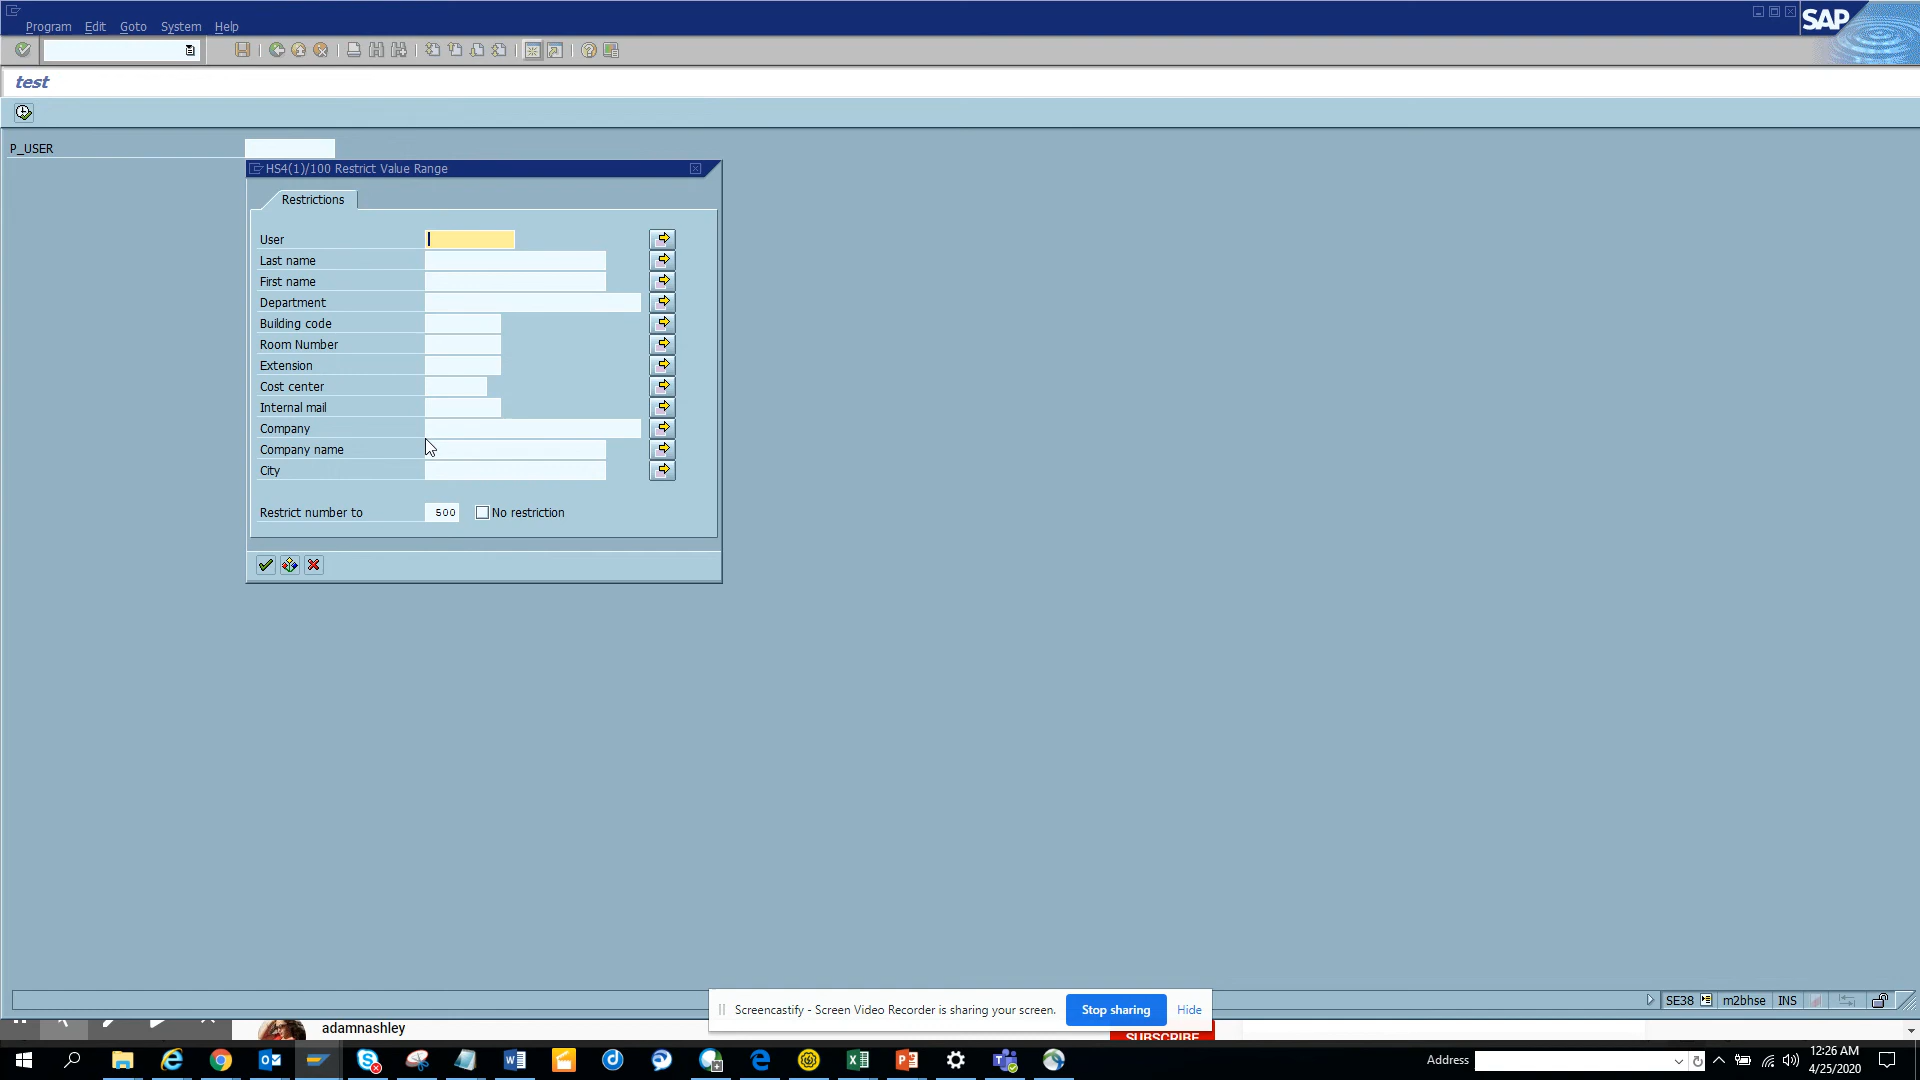 Program Edit Goto System Help
SAP
test
P_USER
HS4(1)/100 Restrict Value Range
Restrictions
User
Last name
First name
Department
Building code
Room Number
Extension
Cost center
Internal mail
Company
Company name
City
Restrict number to 500 No restriction
SE38 m2bhse INS
Screencastify - Screen Video Recorder is sharing your screen. Stop sharing Hide
adamnashley
SUBSCRIBE
Address
12:26 AM
4/25/2020